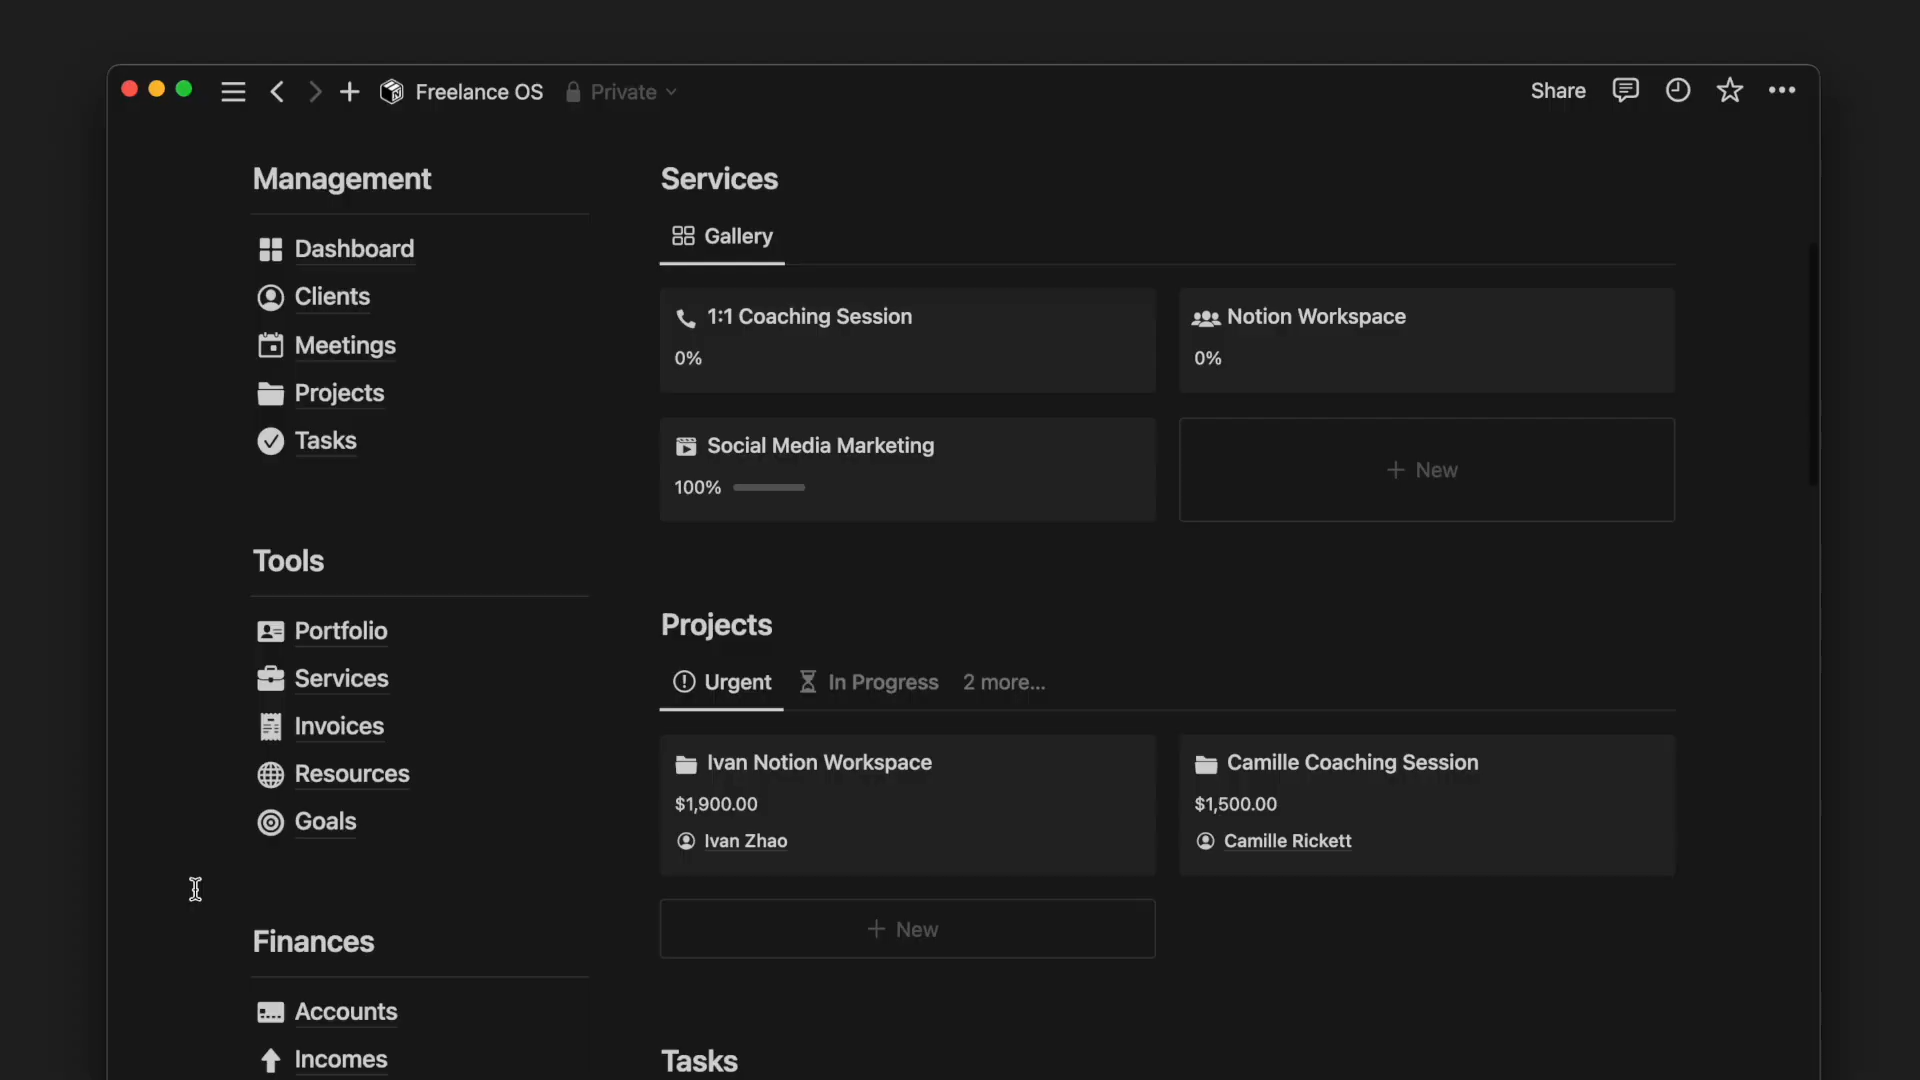 Freelance OS Private
Share
Management
Dashboard
Clients
Meetings
Projects
Tasks
Tools
Portfolio
Services
Invoices
Resources
Goals
Finances
Accounts
Incomes
Services
Gallery
1:1 Coaching Session
0%
Notion Workspace
0%
Social Media Marketing
100%
+ New
Projects
Urgent In Progress 2 more...
Ivan Notion Workspace
$1,900.00
Ivan Zhao
Camille Coaching Session
$1,500.00
Camille Rickett
+ New
Tasks